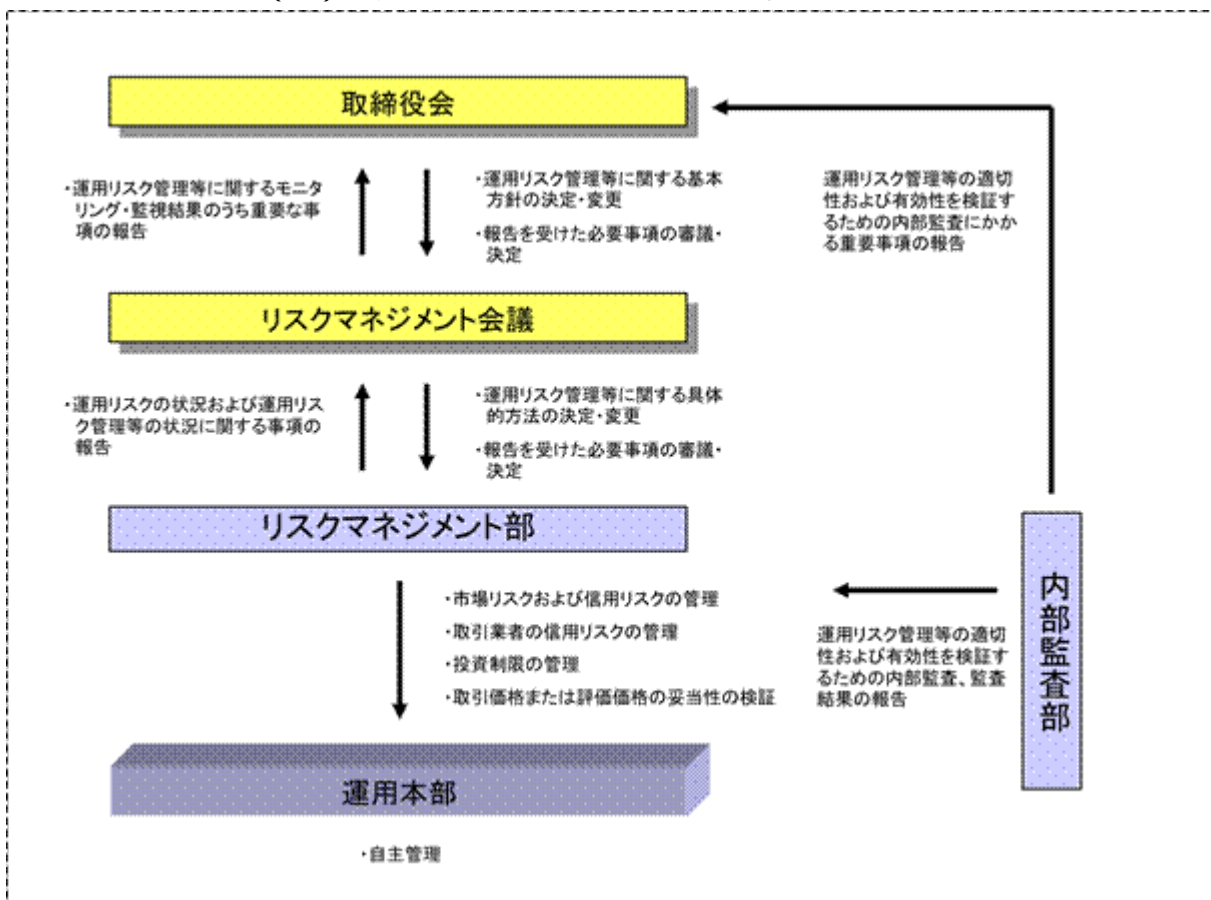 取締役会
・運用リスク管理等に関するモニタ
リング・監視結果のうち重要な事
項の報告
・運用リスク管理等に関する基本
方針の決定・変更
・報告を受けた必要事項の審議・
決定
運用リスク管理等の適切
性および有効性を検証す
るための内部監査にかか
る重要事項の報告
リスクマネジメント会議
・運用リスクの状況および運用リス
ク管理等の状況に関する事項の
報告
・運用リスク管理等に関する具体
的方法の決定・変更
・報告を受けた必要事項の審議・
決定
リスクマネジメント部
・市場リスクおよび信用リスクの管理
・取引業者の信用リスクの管理
・投資制限の管理
・取引価格または評価価格の妥当性の検証
運用リスク管理等の適切
性および有効性を検証す
るための内部監査、監査
結果の報告
内部監査部
運用本部
・自主管理